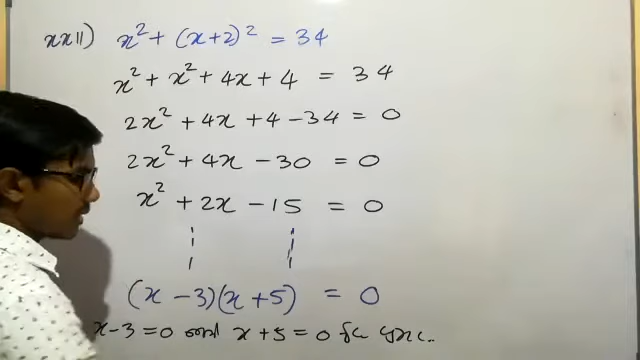 xxii) x² + (x+2)² = 34
x² + x² + 4x + 4 = 34
2x² + 4x + 4 - 34 = 0
2x² + 4x - 30 = 0
x² + 2x - 15 = 0
(x - 3)(x + 5) = 0
x - 3 = 0 x + 5 = 0